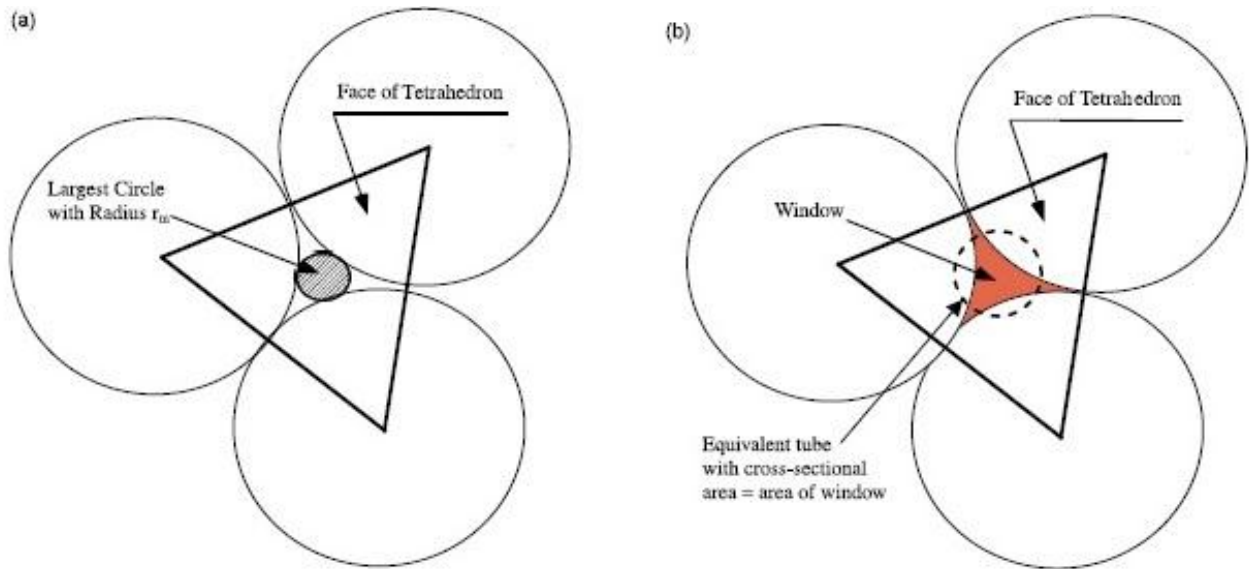 (a)
Face of Tetrahedron
Largest Circle
with Radius rm
(b)
Face of Tetrahedron
Window
Equivalent tube
with cross-sectional
area = area of window